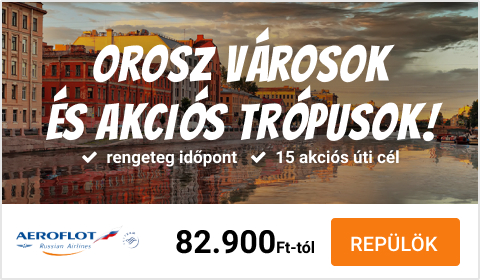 OROSZ VÁROSOK
ÉS AKCIÓS TRÓPUSOK!
✓ rengeteg időpont ✓ 15 akciós úti cél
AEROFLOT
Russian Airlines
82.900Ft-tól
REPÜLÖK